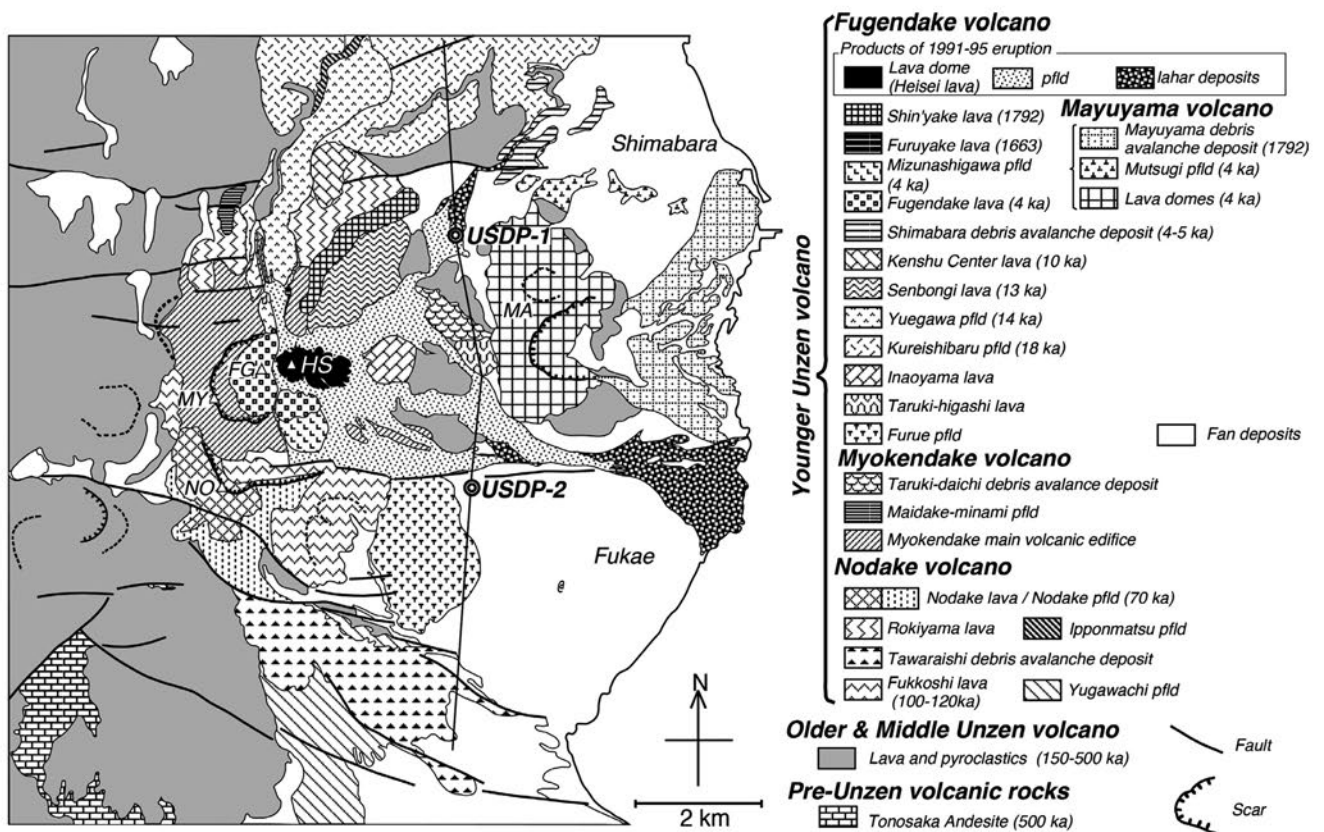 Shimabara
USDP-1
MA
HS
FG
MY
NO
USDP-2
Fukae
N
2 km
Younger Unzen volcano
Fugendake volcano
Products of 1991-95 eruption
Lava dome
(Heisei lava)
pfld
lahar deposits
Shin'yake lava (1792)
Furuyake lava (1663)
Mizunashigawa pfld
(4 ka)
Fugendake lava (4 ka)
Mayuyama volcano
Mayuyama debris
avalanche deposit (1792)
Mutsugi pfld (4 ka)
Lava domes (4 ka)
Shimabara debris avalanche deposit (4-5 ka)
Kenshu Center lava (10 ka)
Senbongi lava (13 ka)
Yuegawa pfld (14 ka)
Kureishibaru pfld (18 ka)
Inaoyama lava
Taruki-higashi lava
Furue pfld
Fan deposits
Myokendake volcano
Taruki-daichi debris avalance deposit
Maidake-minami pfld
Myokendake main volcanic edifice
Nodake volcano
Nodake lava / Nodake pfld (70 ka)
Rokiyama lava
Ipponmatsu pfld
Tawaraishi debris avalanche deposit
Fukkoshi lava
(100-120ka)
Yugawachi pfld
Older & Middle Unzen volcano
Lava and pyroclastics (150-500 ka)
Fault
Pre-Unzen volcanic rocks
Tonosaka Andesite (500 ka)
Scar